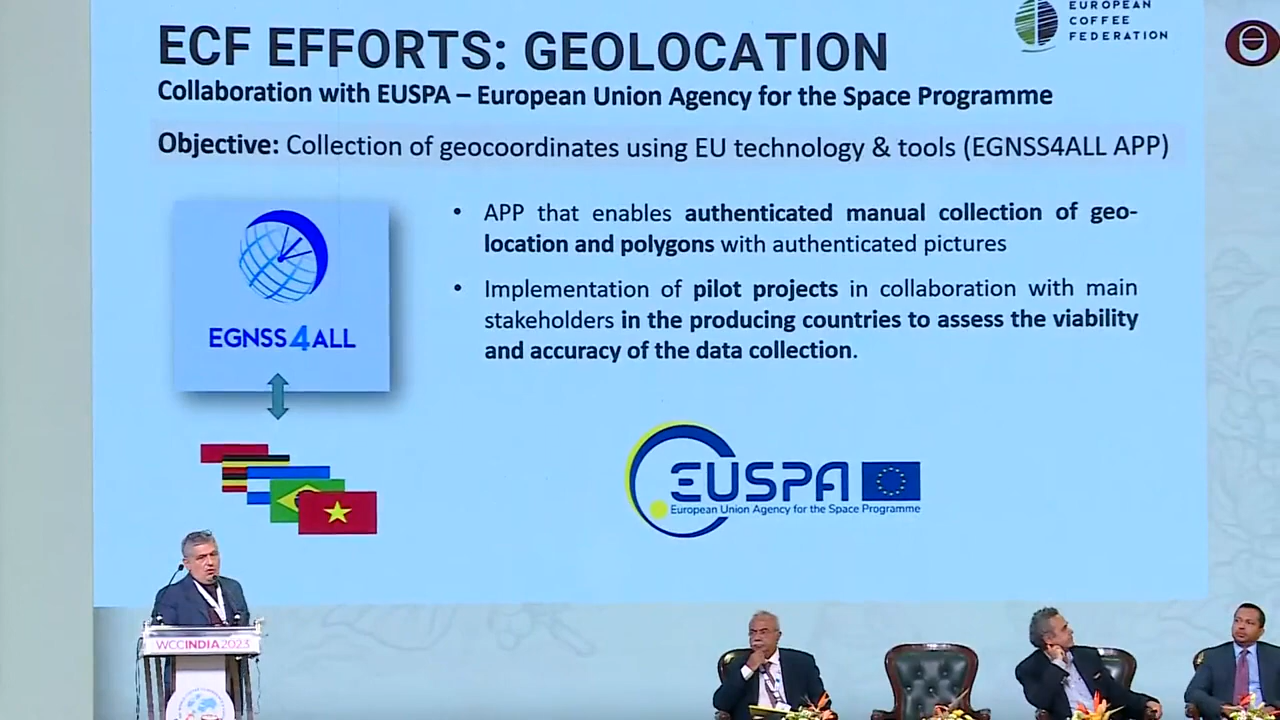 EUROPEAN
COFFEE
FEDERATION
ECF EFFORTS: GEOLOCATION
Collaboration with EUSPA – European Union Agency for the Space Programme
Objective: Collection of geocoordinates using EU technology & tools (EGNSS4ALL APP)
• APP that enables authenticated manual collection of geo-
location and polygons with authenticated pictures
• Implementation of pilot projects in collaboration with main
stakeholders in the producing countries to assess the viability
and accuracy of the data collection.
EGNSS4ALL
EUSPA
European Union Agency for the Space Programme
WCCINDIA2023